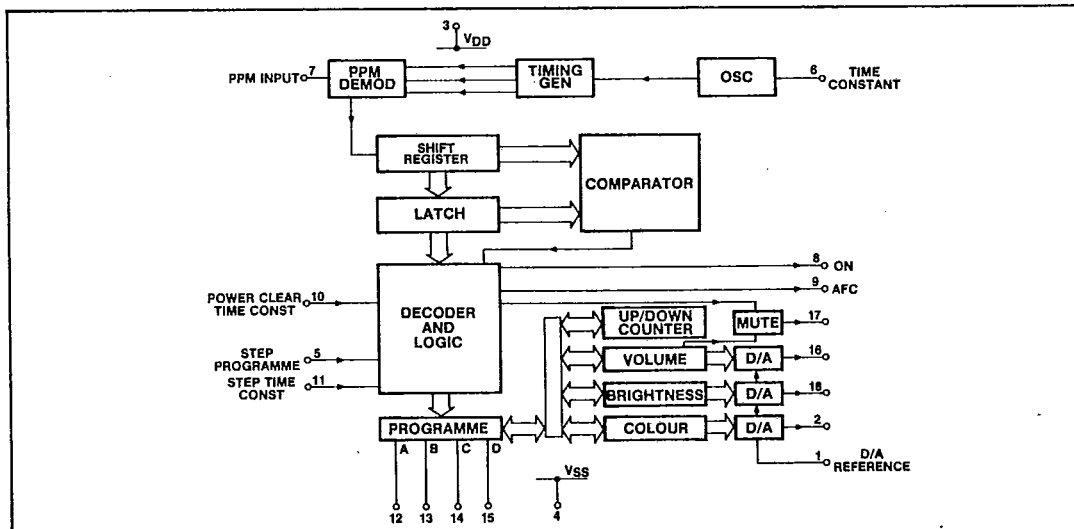 3
VDD
PPM INPUT
7
PPM
DEMOD
TIMING
GEN
OSC
6
TIME
CONSTANT
SHIFT
REGISTER
COMPARATOR
LATCH
8
ON
9
AFC
POWER CLEAR
TIME CONST
10
DECODER
AND
LOGIC
UP/DOWN
COUNTER
MUTE
17
STEP
PROGRAMME
5
VOLUME
D/A
16
STEP TIME
CONST
11
BRIGHTNESS
D/A
18
PROGRAMME
COLOUR
D/A
2
A
B
C
D
VSS
1
D/A
REFERENCE
12
13
14
15
4